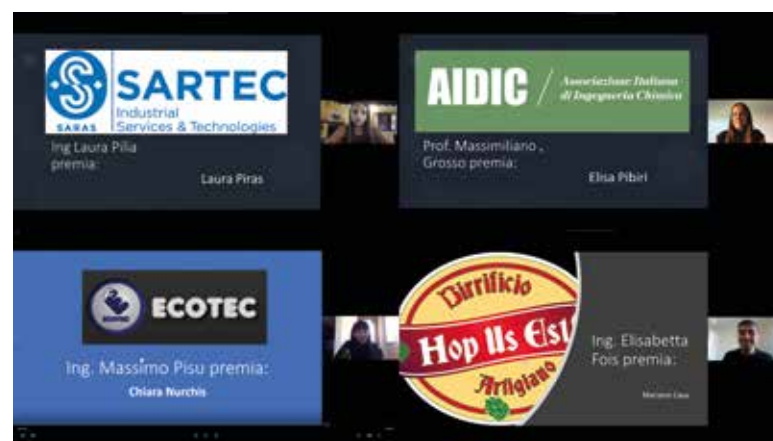 SARTEC
SARAS
Industrial
Services & Technologies
Ing Laura Pilia
premia:
Laura Piras
AIDIC
Associazione Italiana
di Ingegneria Chimica
Prof. Massimiliano ,
Grosso premia:
Elisa Pibiri
ECOTEC
Ing. Massimo Pisu premia:
Chiara Nurchis
Birrificio
Hop Us Est
Artigiano
Ing. Elisabetta
Fois premia: